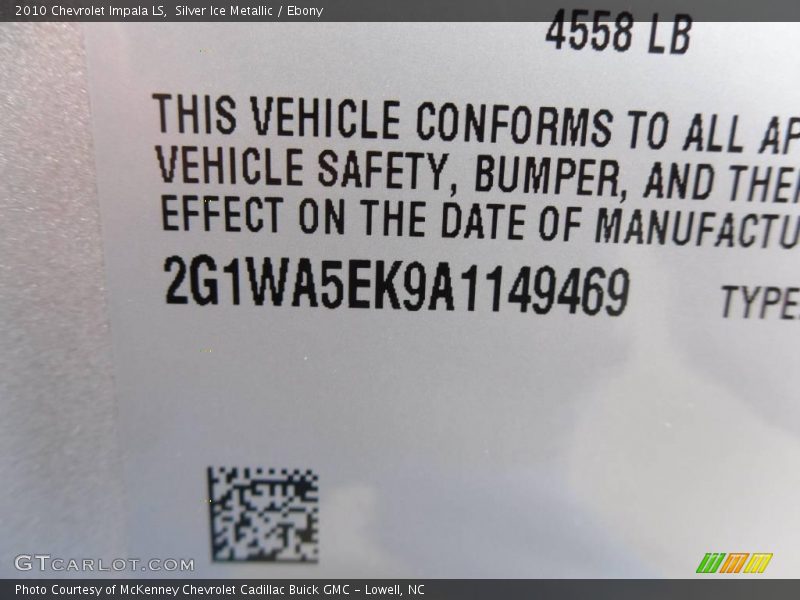 2010 Chevrolet Impala LS, Silver Ice Metallic / Ebony
4558 LB
THIS VEHICLE CONFORMS TO ALL AP
VEHICLE SAFETY, BUMPER, AND THE
EFFECT ON THE DATE OF MANUFACTU
2G1WA5EK9A1149469 TYPE
GTCARLOT.COM
Photo Courtesy of McKenney Chevrolet Cadillac Buick GMC – Lowell, NC